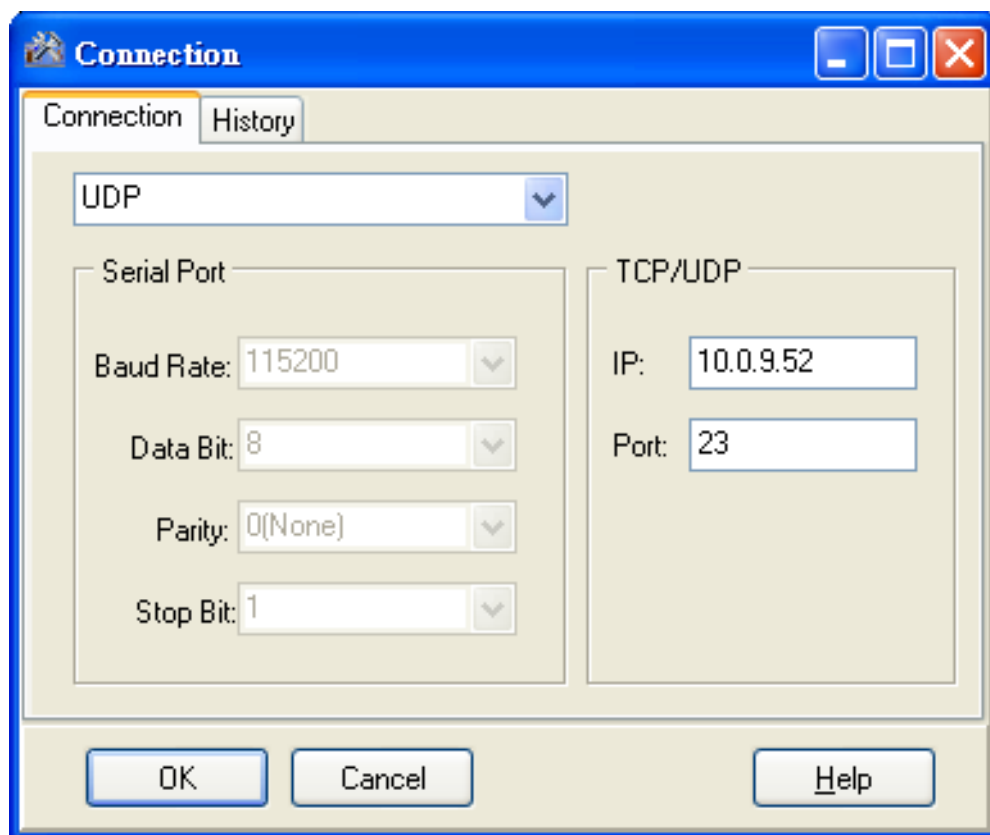 Connection
Connection
History
UDP
Serial Port
Baud Rate: 115200
Data Bit: 8
Parity: 0(None)
Stop Bit: 1
TCP/UDP
IP: 10.0.9.52
Port: 23
OK
Cancel
Help